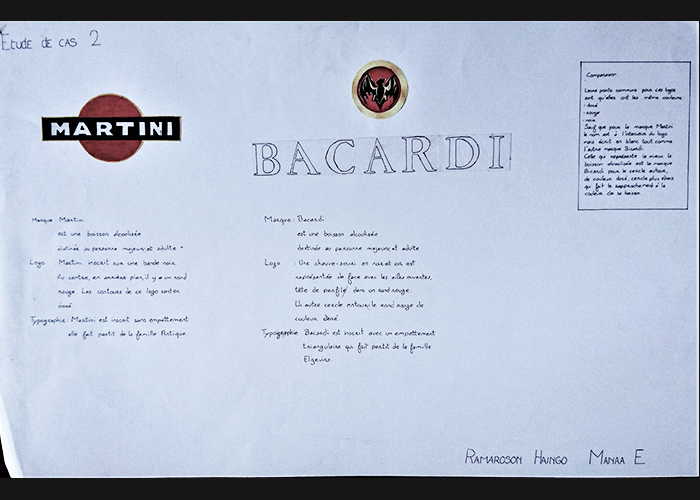 Etude de cas 2
MARTINI
BACARDI
Marque : Martini
est une boisson alcoolisée
destinée au personne majeure et adulte.
Logo : Martini inscrit sur une bande noire.
Au centre, en arrière plan, il y a un rond
rouge. Les contours de ce logo sont en
doré.
Typographie : Martini est inscrit sans empattement
elle fait partit de la famille Antique.
Marque : Bacardi
est une boisson alcoolisée
destinée au personne majeure et adulte
Logo : Une chauve-souri en noir et or est
représentée de face avec les ailes ouvertes,
tête de profile dans un rond rouge.
Un autre cercle entoure le rond rouge de
couleur doré.
Typographie : Bacardi est inscrit avec un empattement
triangulaire qui fait partit de la famille
Elzevire.
Comparaison
Leurs points communs pour ces logos
sont qu'elles ont les même couleurs
- doré
- rouge
- noir
Sauf que pour la marque Martini
le nom est à l'intérieur du logo
mais écrit en blanc tout comme
l'autre marque Bicardi.
Celle qui représente le mieux la
boisson alcoolisée est la marque
Bicardi pour le cercle autour,
de couleur doré, cercle plus
qui fait le rapprochement à la
couleur de la boisson.
RAMAROSON HAINGO MANAA E